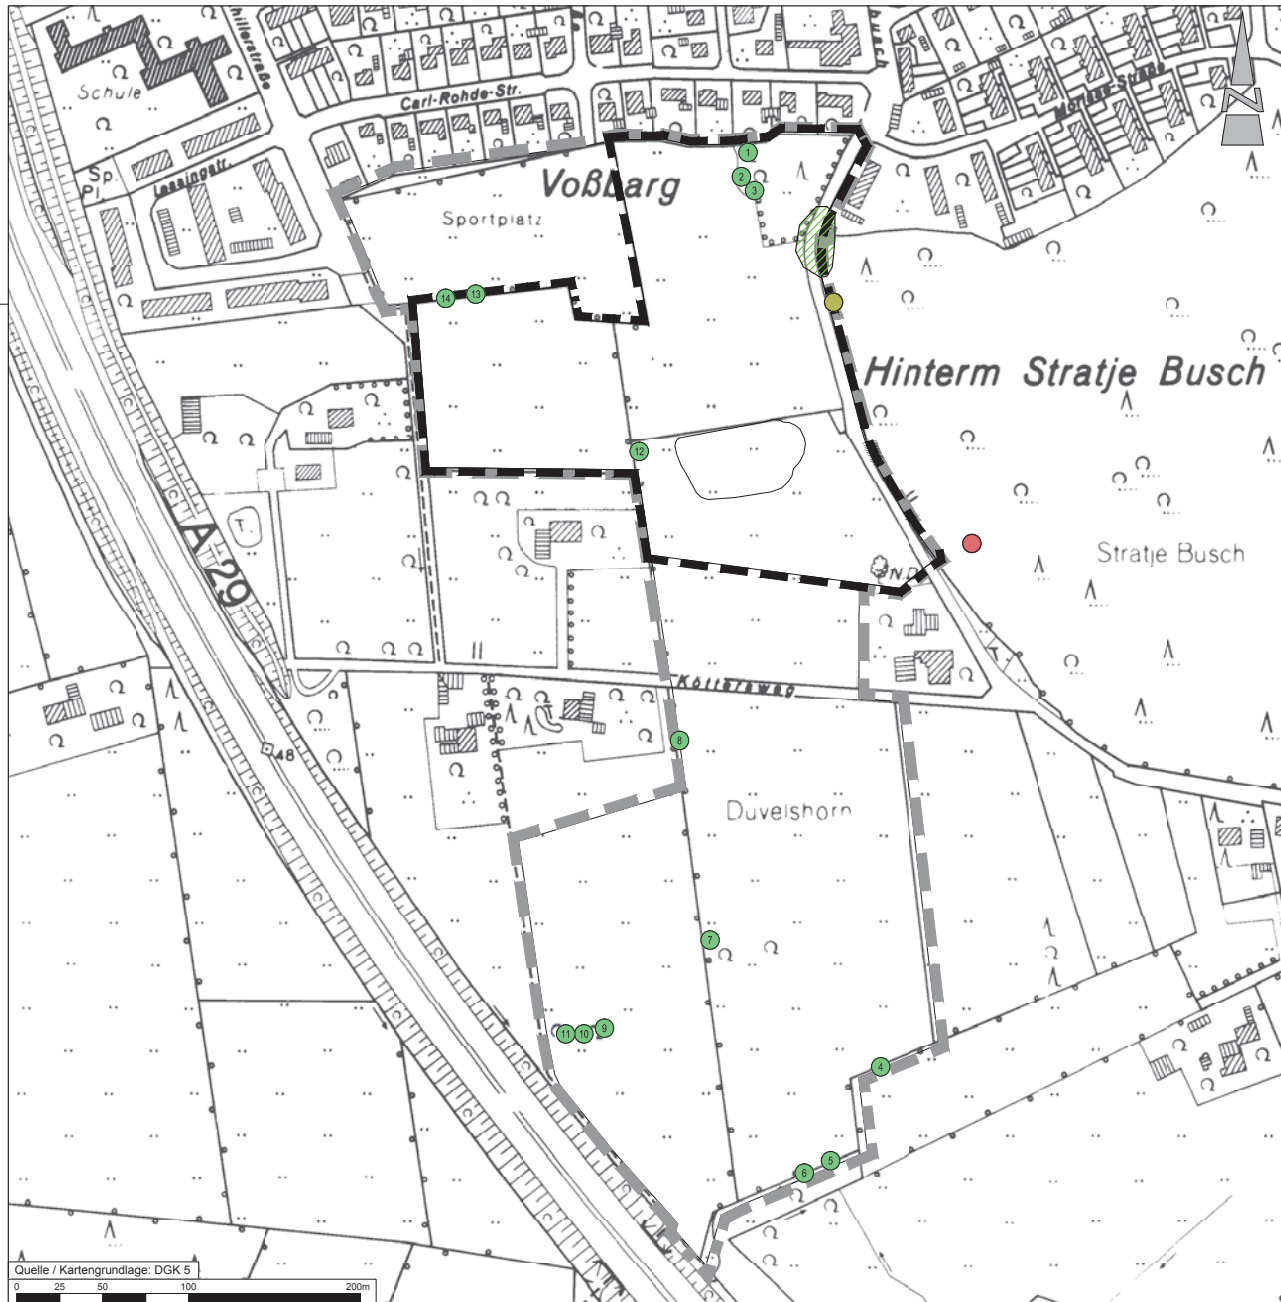 Schule
Schillerstraße
Carl-Rohde-Str.
Sp.
Pl.
Lessingstr.
Voßbarg
Sportplatz
N
1
2
3
14
13
12
Hinterm Stratje Busch
Stratje Busch
A 29
T.
N.D.
T.
Köttersweg
48
8
Duvelshorn
7
11
10
9
4
5
6
Quelle / Kartengrundlage: DGK 5
0 25 50 100 200m